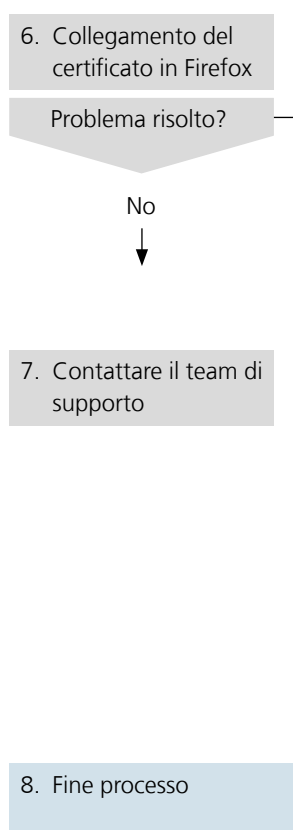 6. Collegamento del
certificato in Firefox
Problema risolto?
No
7. Contattare il team di
supporto
8. Fine processo